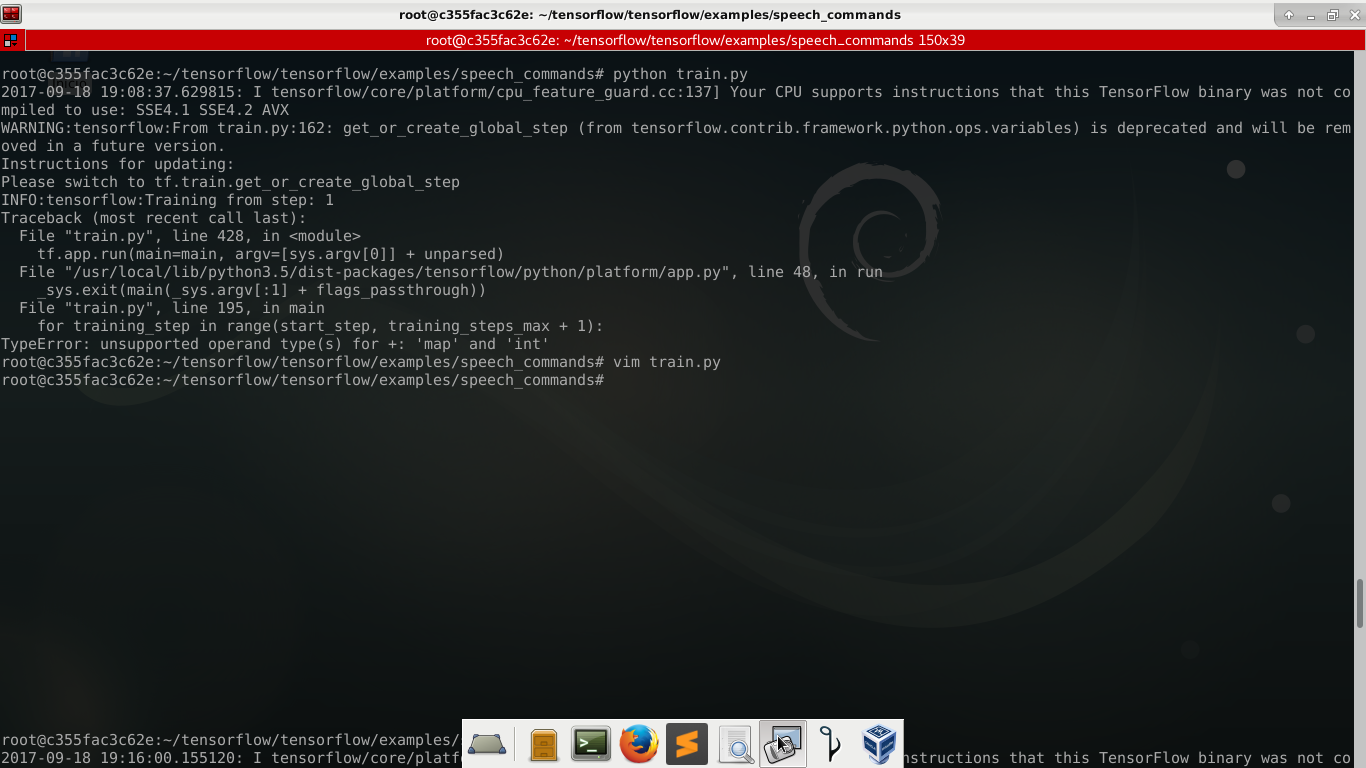 root@c355fac3c62e: ~/tensorflow/tensorflow/examples/speech_commands
root@c355fac3c62e: ~/tensorflow/tensorflow/examples/speech_commands 150x39
root@c355fac3c62e:~/tensorflow/tensorflow/examples/speech_commands# python train.py
2017-09-18 19:08:37.629815: I tensorflow/core/platform/cpu_feature_guard.cc:137] Your CPU supports instructions that this TensorFlow binary was not co
mpiled to use: SSE4.1 SSE4.2 AVX
WARNING:tensorflow:From train.py:162: get_or_create_global_step (from tensorflow.contrib.framework.python.ops.variables) is deprecated and will be rem
oved in a future version.
Instructions for updating:
Please switch to tf.train.get_or_create_global_step
INFO:tensorflow:Training from step: 1
Traceback (most recent call last):
  File "train.py", line 428, in <module>
    tf.app.run(main=main, argv=[sys.argv[0]] + unparsed)
  File "/usr/local/lib/python3.5/dist-packages/tensorflow/python/platform/app.py", line 48, in run
    _sys.exit(main(_sys.argv[:1] + flags_passthrough))
  File "train.py", line 195, in main
    for training_step in range(start_step, training_steps_max + 1):
TypeError: unsupported operand type(s) for +: 'map' and 'int'
root@c355fac3c62e:~/tensorflow/tensorflow/examples/speech_commands# vim train.py
root@c355fac3c62e:~/tensorflow/tensorflow/examples/speech_commands#
root@c355fac3c62e:~/tensorflow/tensorflow/examples/
2017-09-18 19:16:00.155120: I tensorflow/core/platf nstructions that this TensorFlow binary was not co